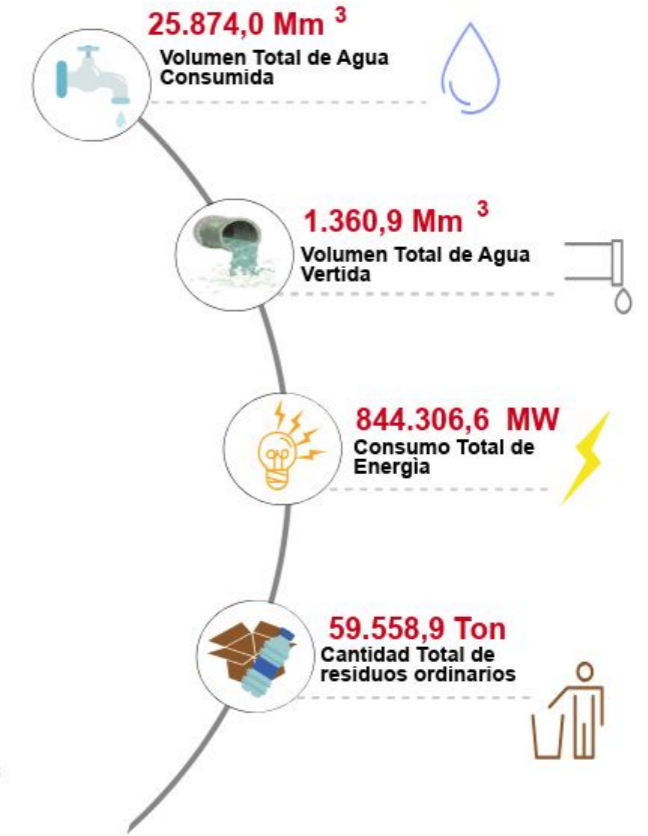 25.874,0 Mm ³
Volumen Total de Agua
Consumida
1.360,9 Mm ³
Volumen Total de Agua
Vertida
844.306,6 MW
Consumo Total de
Energìa
59.558,9 Ton
Cantidad Total de
residuos ordinarios